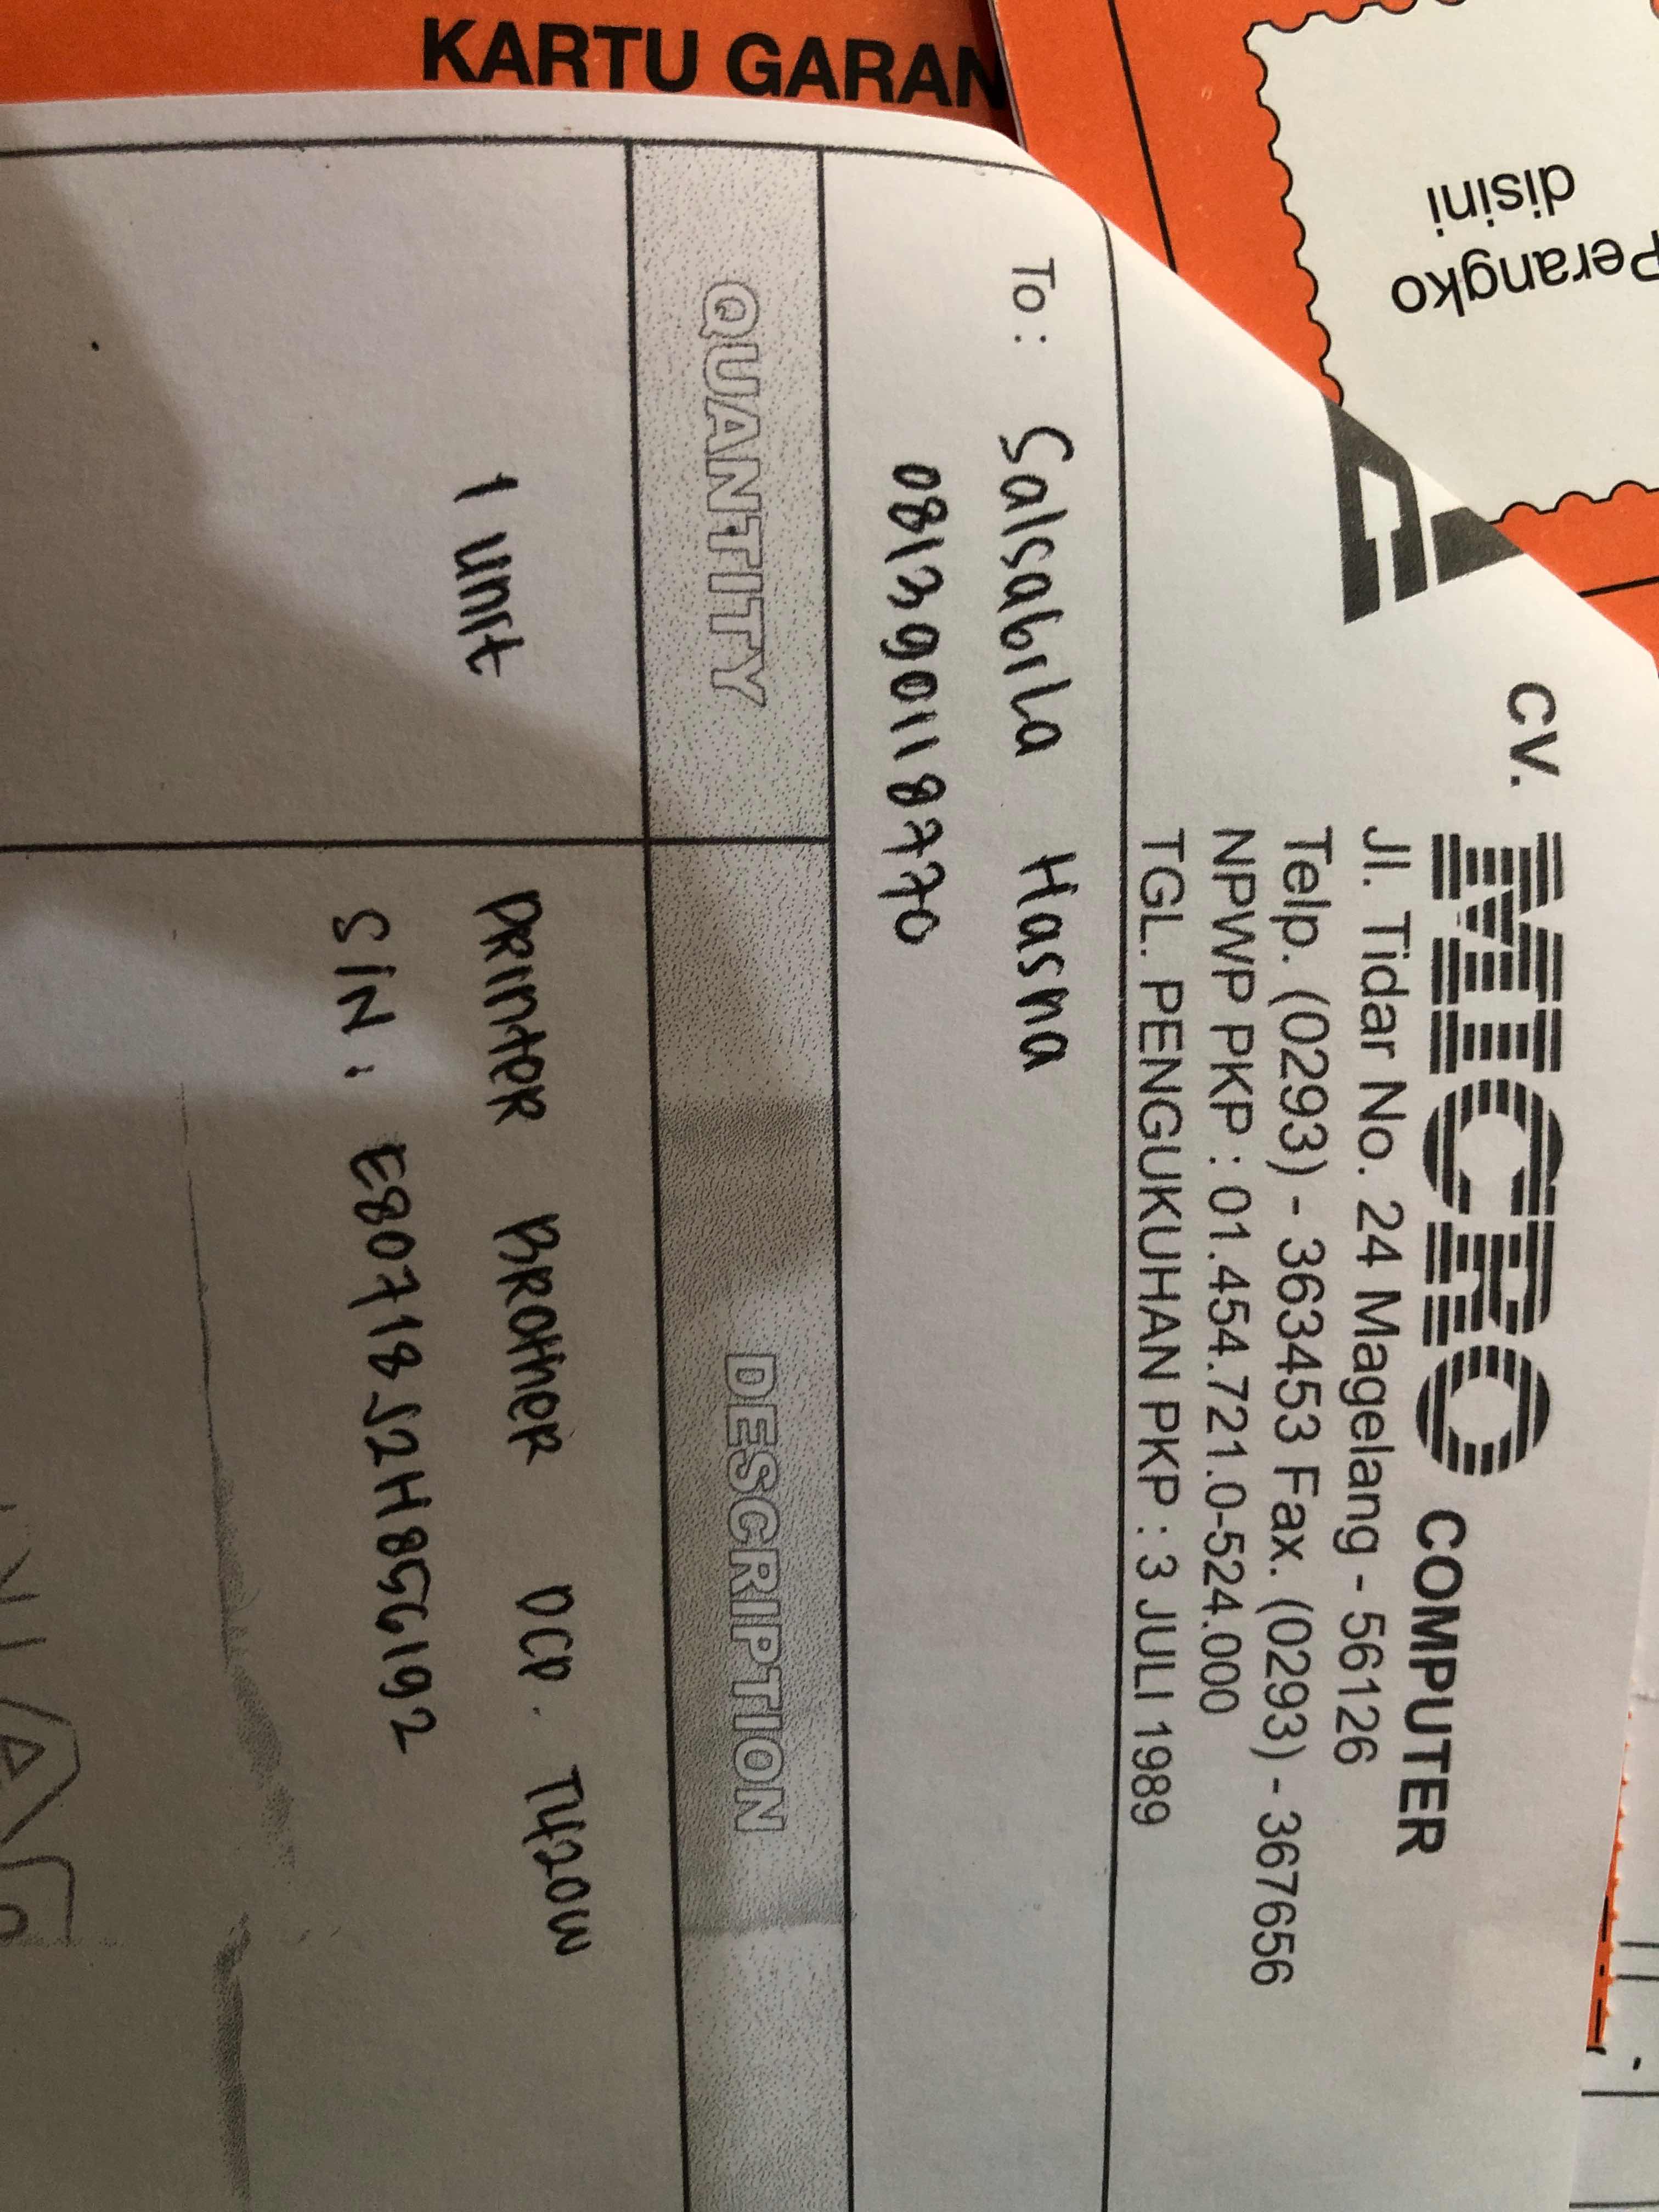 KARTU GARAN
Perangko
disini
CV. MICRO COMPUTER
Jl. Tidar No. 24 Magelang - 56126
Telp. (0293) - 363453 Fax. (0293) - 367656
NPWP PKP : 01.454.721.0-524.000
TGL. PENGUKUHAN PKP : 3 JULI 1989
To : Salsabila Hasna
081390118770
QUANTITY DESCRIPTION
1 unit Printer Brother DCP. T420W
S/N : E80718J2H856192